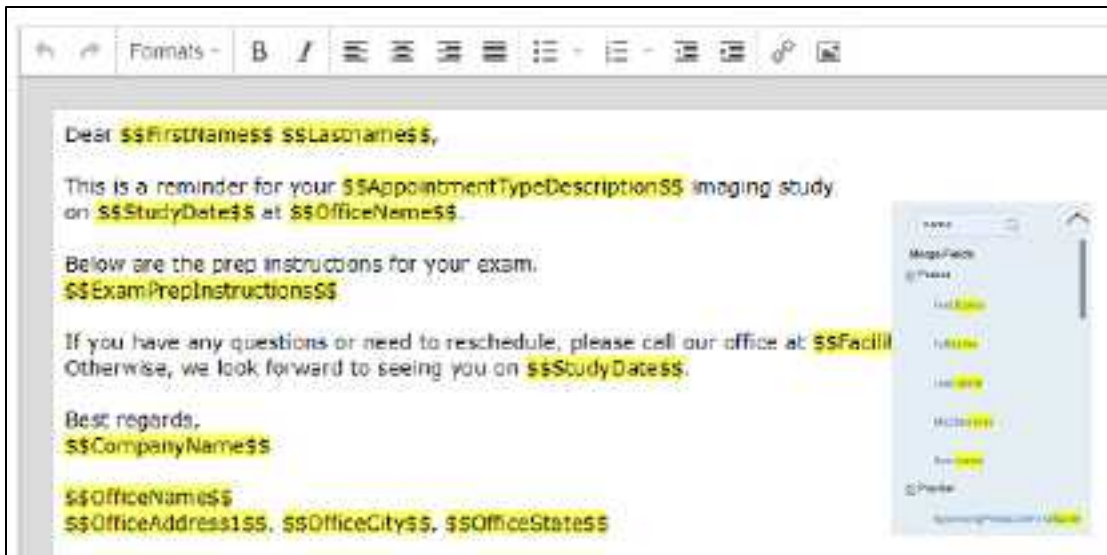 Formats
B I
Dear $$FirstName$$ $$Lastname$$,
This is a reminder for your $$AppointmentTypeDescription$$ imaging study
on $$StudyDate$$ at $$OfficeName$$.
Below are the prep instructions for your exam.
$$ExamPrepInstructions$$
If you have any questions or need to reschedule, please call our office at $$Facilit
Otherwise, we look forward to seeing you on $$StudyDate$$.
Best regards,
$$CompanyName$$
$$OfficeName$$
$$OfficeAddress1$$, $$OfficeCity$$, $$OfficeState$$
name
Merge Fields